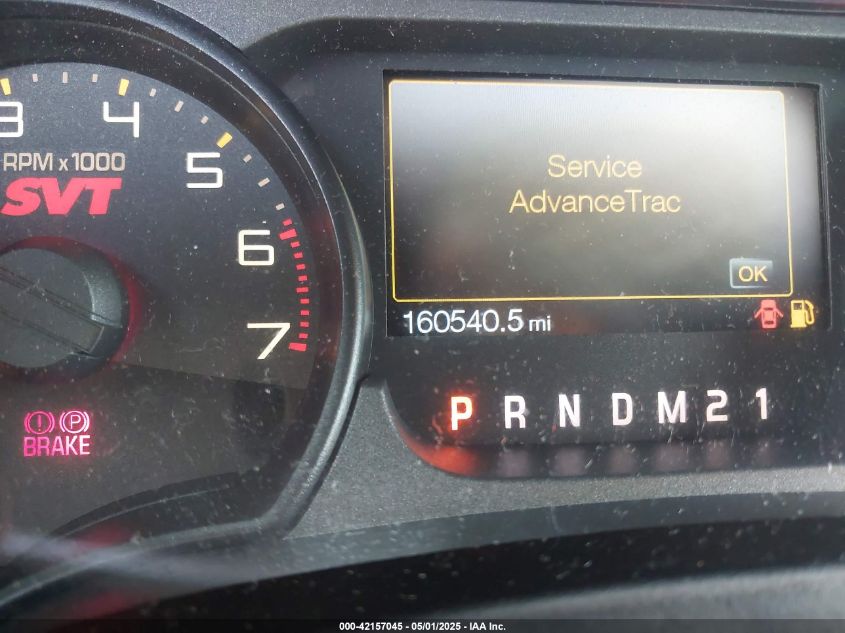 3 4 5 6 7
RPM x 1000
SVT
Service
AdvanceTrac
OK
160540.5 mi
P R N D M 2 1
! P
BRAKE
000-42157045 - 05/01/2025 - IAA Inc.